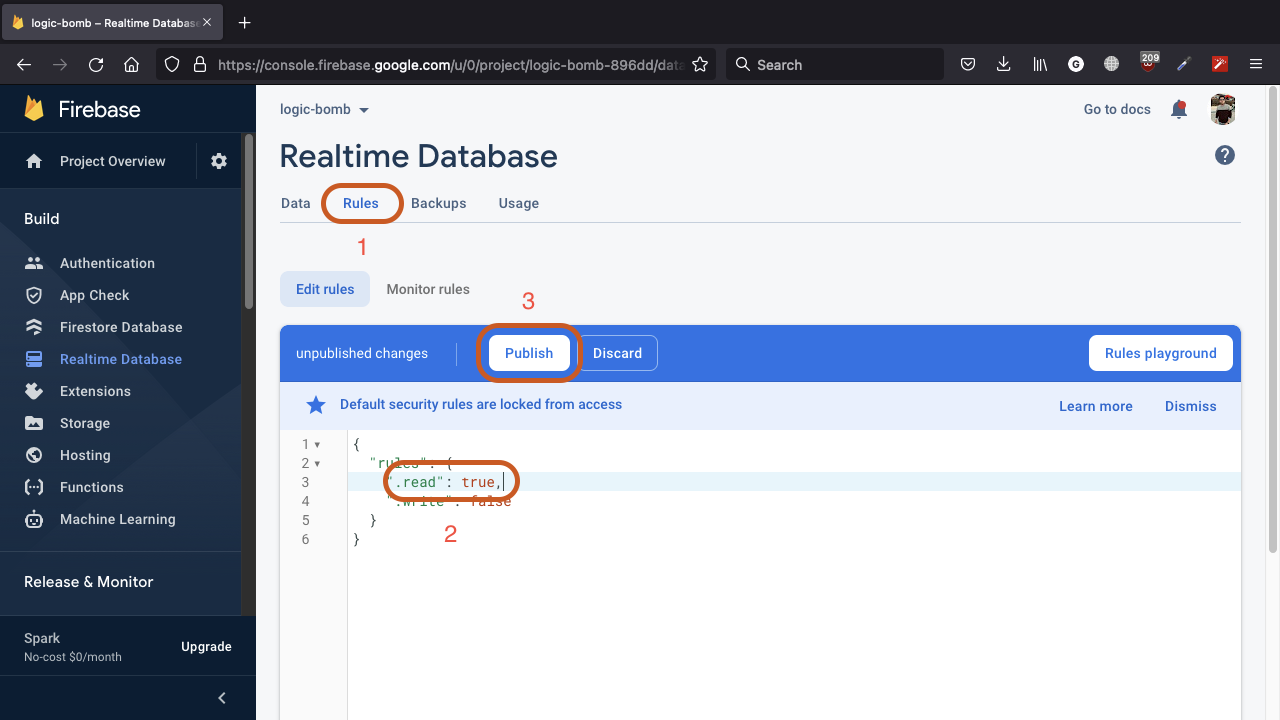 logic-bomb – Realtime Database
https://console.firebase.google.com/u/0/project/logic-bomb-896dd/data
Search
209
G
Firebase
Project Overview
Build
Authentication
App Check
Firestore Database
Realtime Database
Extensions
Storage
Hosting
Functions
Machine Learning
Release & Monitor
Spark
No-cost $0/month
Upgrade
logic-bomb
Go to docs
Realtime Database
Data Rules Backups Usage
1
Edit rules Monitor rules
3
unpublished changes Publish Discard Rules playground
Default security rules are locked from access Learn more Dismiss
1 {
2 "rules": {
3 ".read": true,
4 ".write": false
5 }
6 }
2